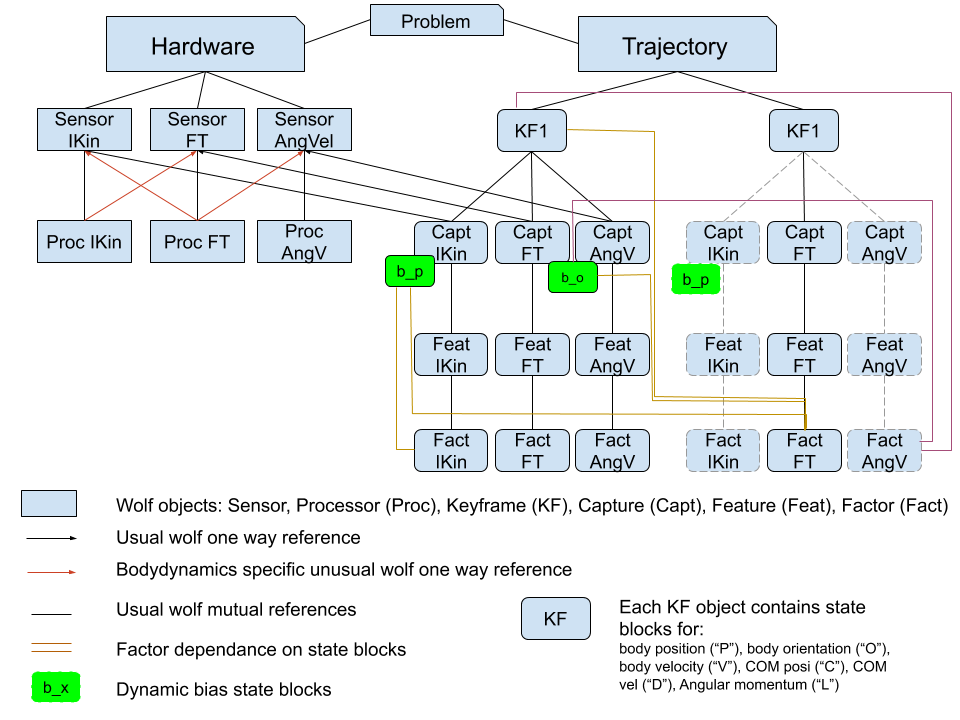 Problem
Hardware
Trajectory
Sensor
IKin
Sensor
FT
Sensor
AngVel
KF1
KF1
Proc IKin
Proc FT
Proc
AngV
Capt
IKin
Capt
FT
Capt
AngV
Capt
IKin
Capt
FT
Capt
AngV
b_p
b_o
b_p
Feat
IKin
Feat
FT
Feat
AngV
Feat
IKin
Feat
FT
Feat
AngV
Fact
IKin
Fact
FT
Fact
AngV
Fact
IKin
Fact
FT
Fact
AngV
Wolf objects: Sensor, Processor (Proc), Keyframe (KF), Capture (Capt), Feature (Feat), Factor (Fact)
Usual wolf one way reference
Bodydynamics specific unusual wolf one way reference
Usual wolf mutual references
Factor dependance on state blocks
b_x
Dynamic bias state blocks
KF
Each KF object contains state
blocks for:
body position (“P”), body orientation (“O”),
body velocity (“V”), COM posi (“C”), COM
vel (“D”), Angular momentum (“L”)